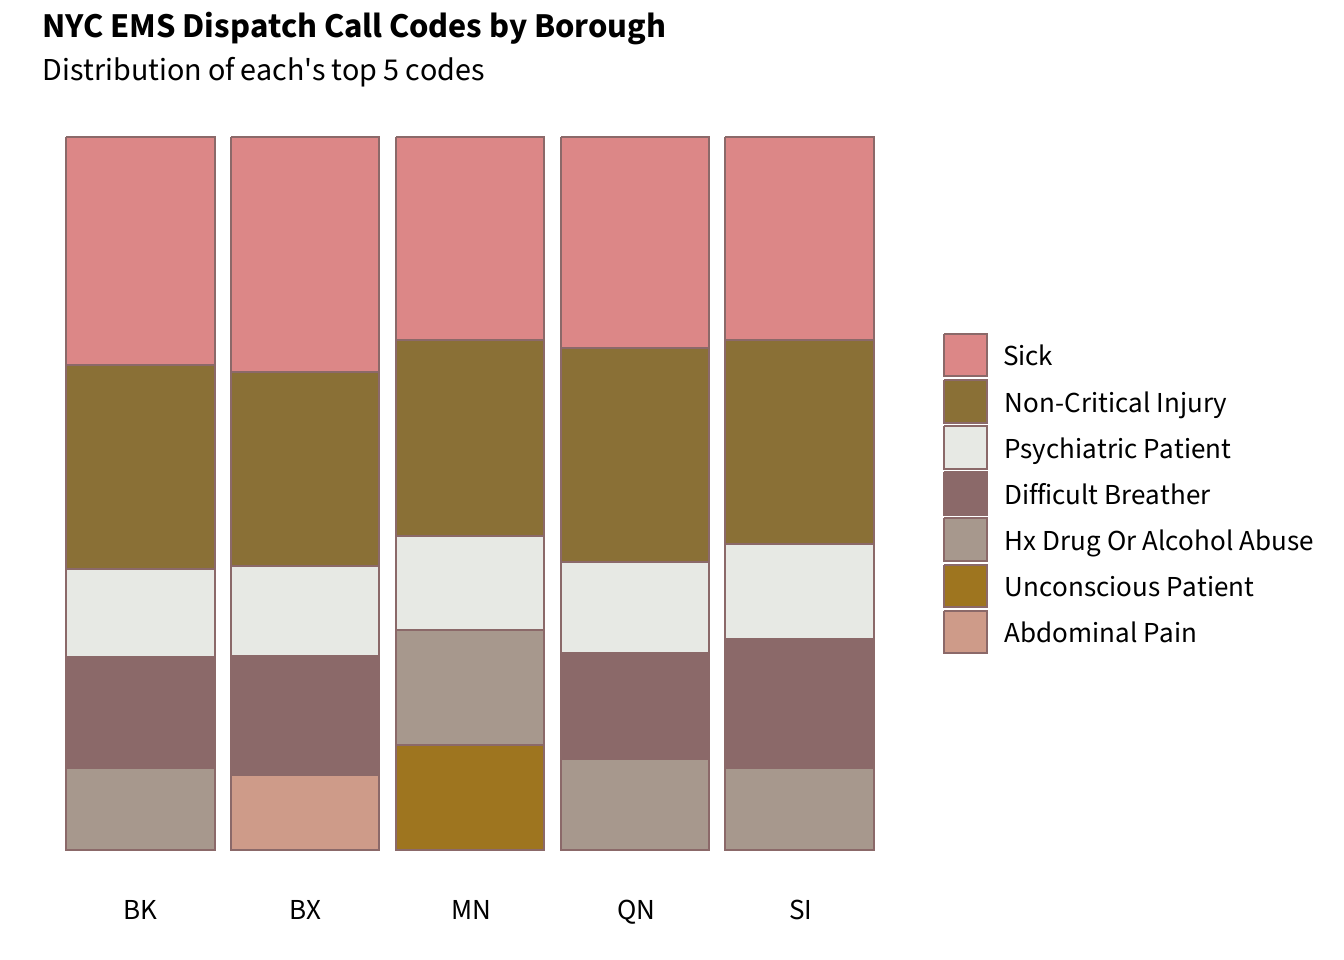 NYC EMS Dispatch Call Codes by Borough
Distribution of each's top 5 codes
Sick
Non-Critical Injury
Psychiatric Patient
Difficult Breather
Hx Drug Or Alcohol Abuse
Unconscious Patient
Abdominal Pain
BK BX MN QN SI